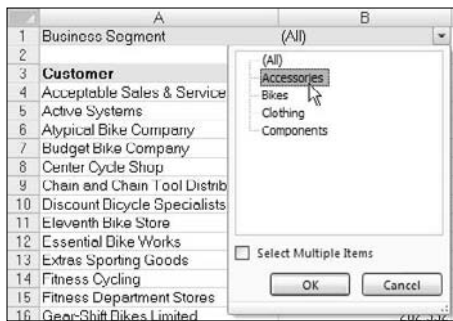 A B
1 Business Segment (All)
2
3 Customer
4 Acceptable Sales & Service
5 Active Systems
6 Atypical Bike Company
7 Budget Bike Company
8 Center Cycle Shop
9 Chain and Chain Tool Distrib
10 Discount Bicycle Specialists
11 Eleventh Bike Store
12 Essential Bike Works
13 Extras Sporting Goods
14 Fitness Cycling
15 Fitness Department Stores
16 Gear-Shift Bikes Limited
(All)
Accessories
Bikes
Clothing
Components
Select Multiple Items
OK Cancel